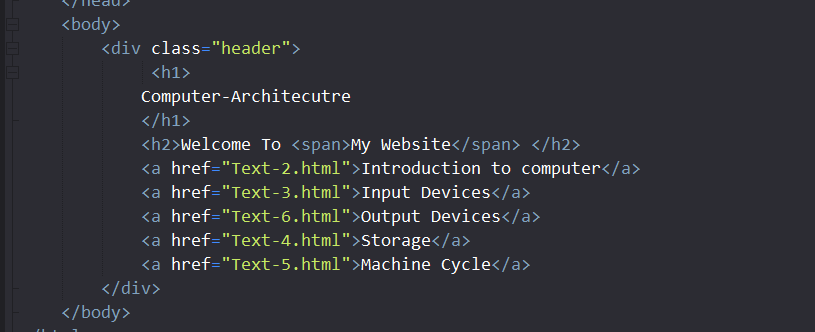 </head>
<body>
<div class="header">
<h1>
Computer-Architecutre
</h1>
<h2>Welcome To <span>My Website</span> </h2>
<a href="Text-2.html">Introduction to computer</a>
<a href="Text-3.html">Input Devices</a>
<a href="Text-6.html">Output Devices</a>
<a href="Text-4.html">Storage</a>
<a href="Text-5.html">Machine Cycle</a>
</div>
</body>